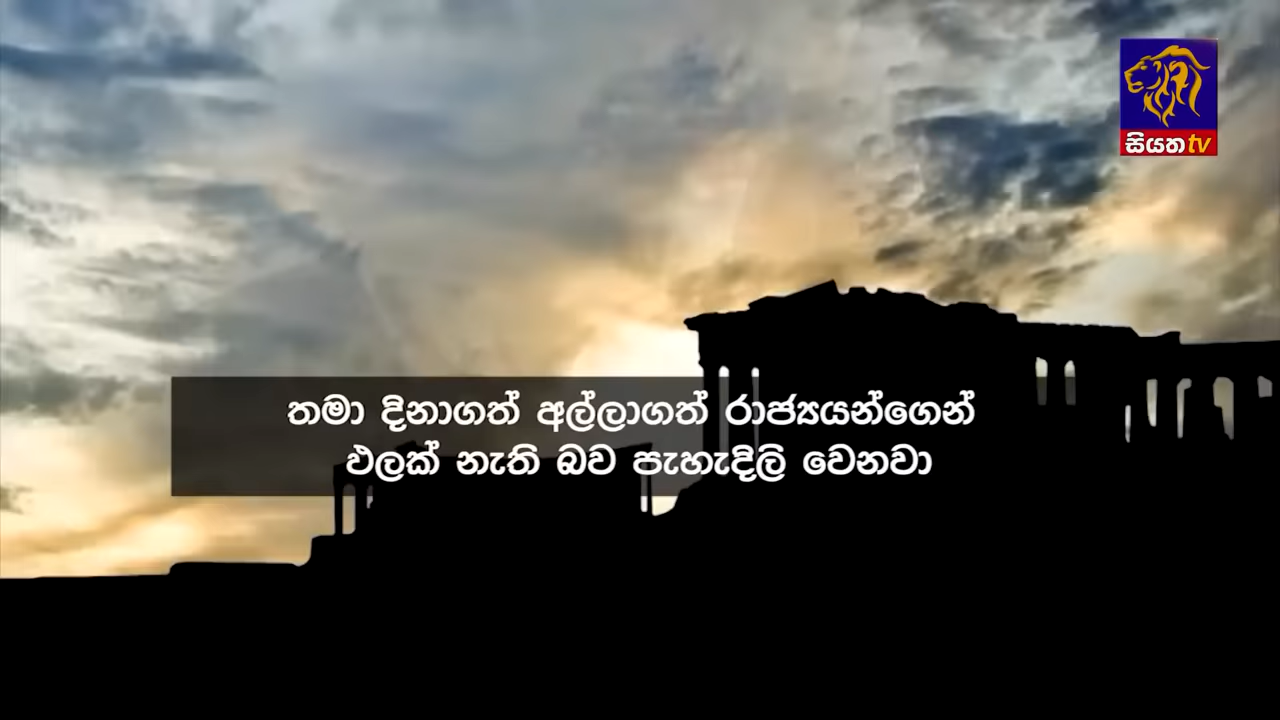 සියත tv
තමා දිනාගත් අල්ලාගත් රාජ්‍යයන්ගෙන්
ඵලක් නැති බව පැහැදිලි වෙනවා